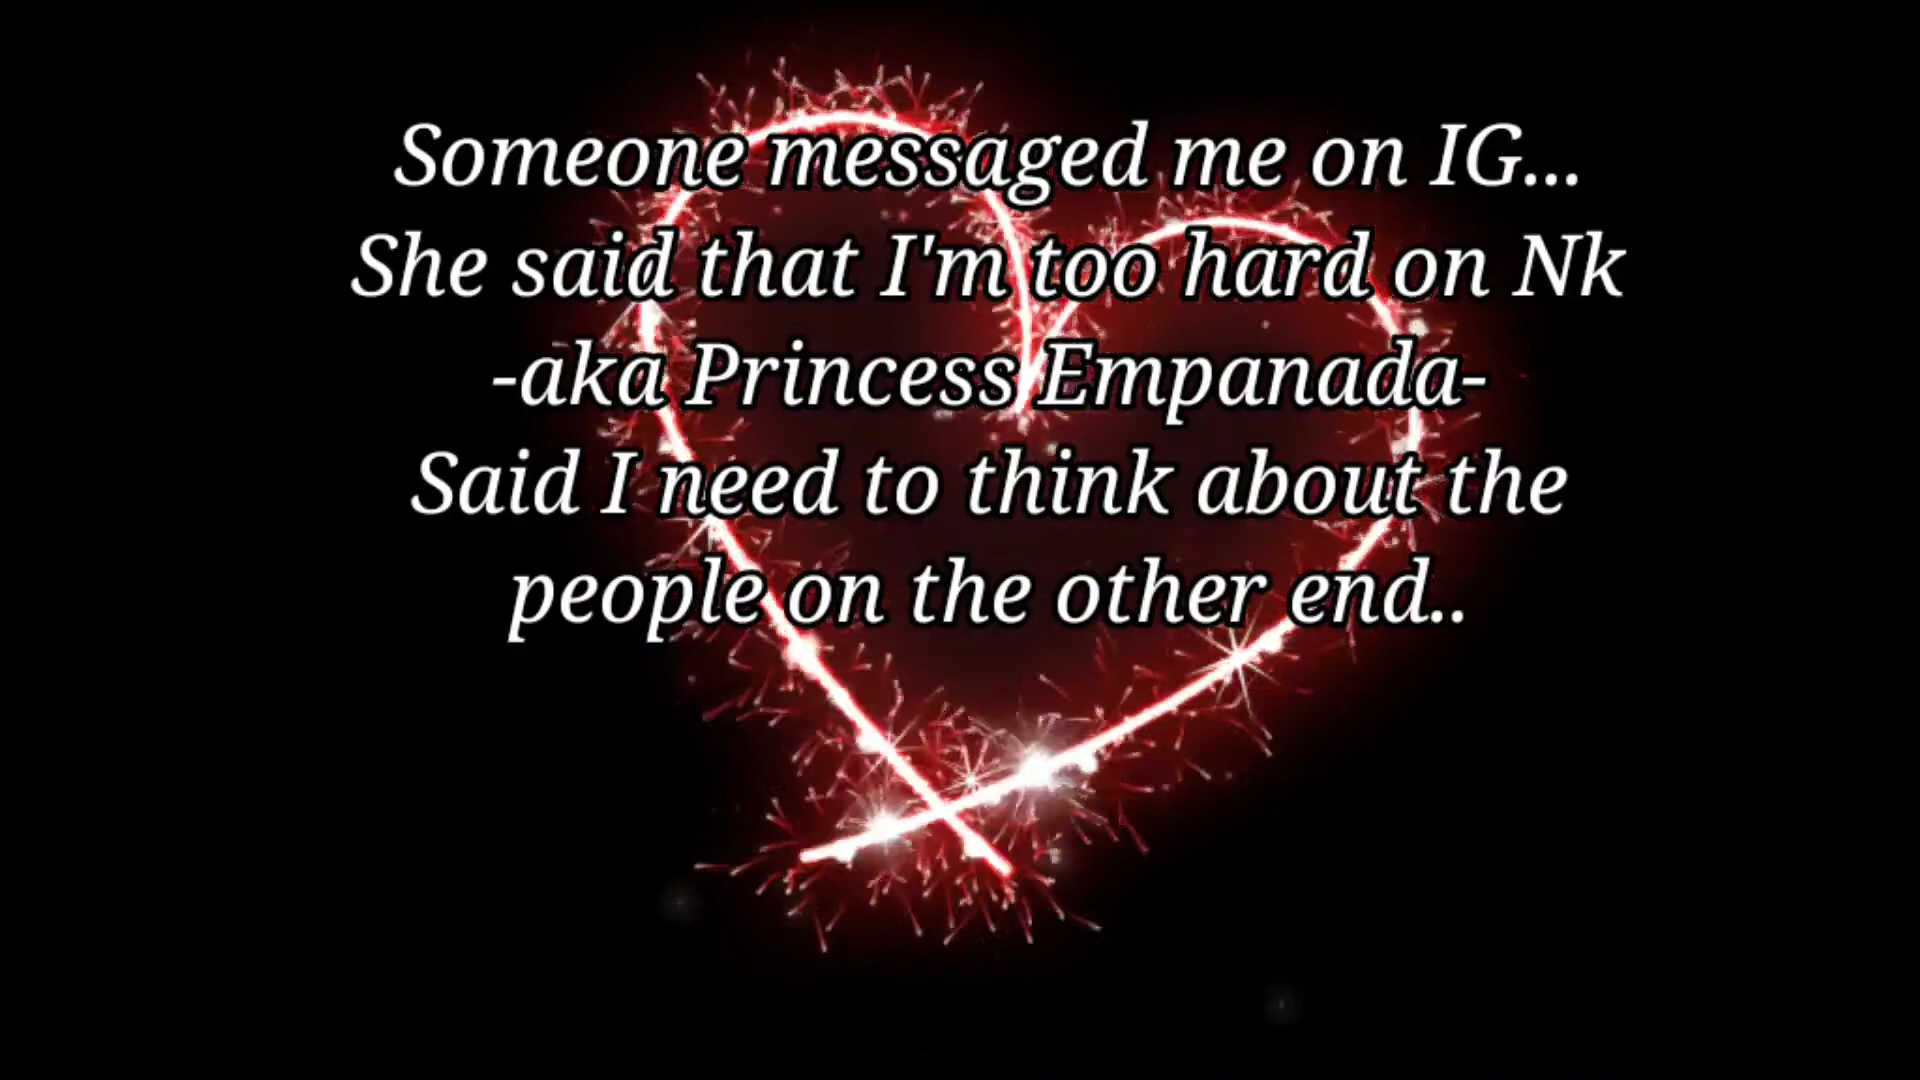 Someone messaged me on IG...
She said that I'm too hard on Nk
-aka Princess Empanada-
Said I need to think about the
people on the other end..